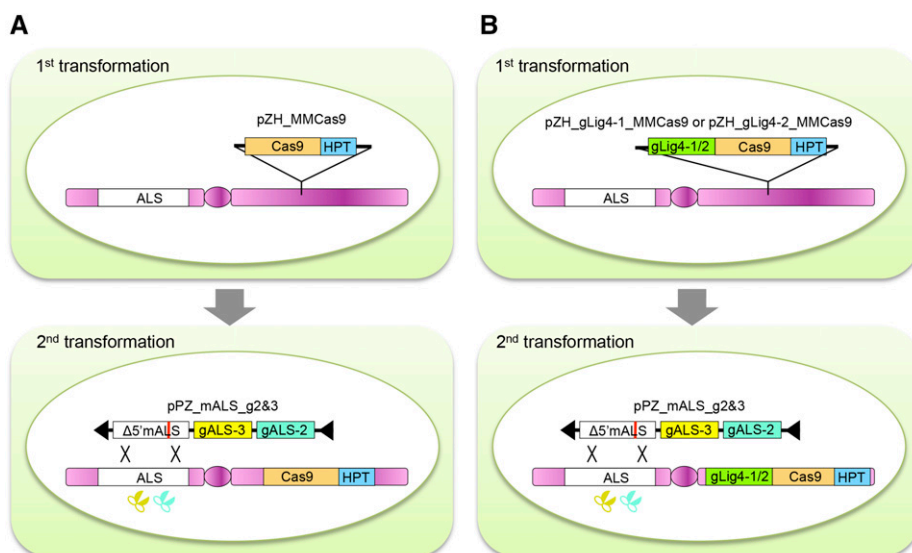 A
1st transformation
pZH_MMCas9
Cas9 HPT
ALS
2nd transformation
pPZ_mALS_g2&3
Δ5'mALS gALS-3 gALS-2
X X
ALS Cas9 HPT
B
1st transformation
pZH_gLig4-1_MMCas9 or pZH_gLig4-2_MMCas9
gLig4-1/2 Cas9 HPT
ALS
2nd transformation
pPZ_mALS_g2&3
Δ5'mALS gALS-3 gALS-2
X X
ALS gLig4-1/2 Cas9 HPT